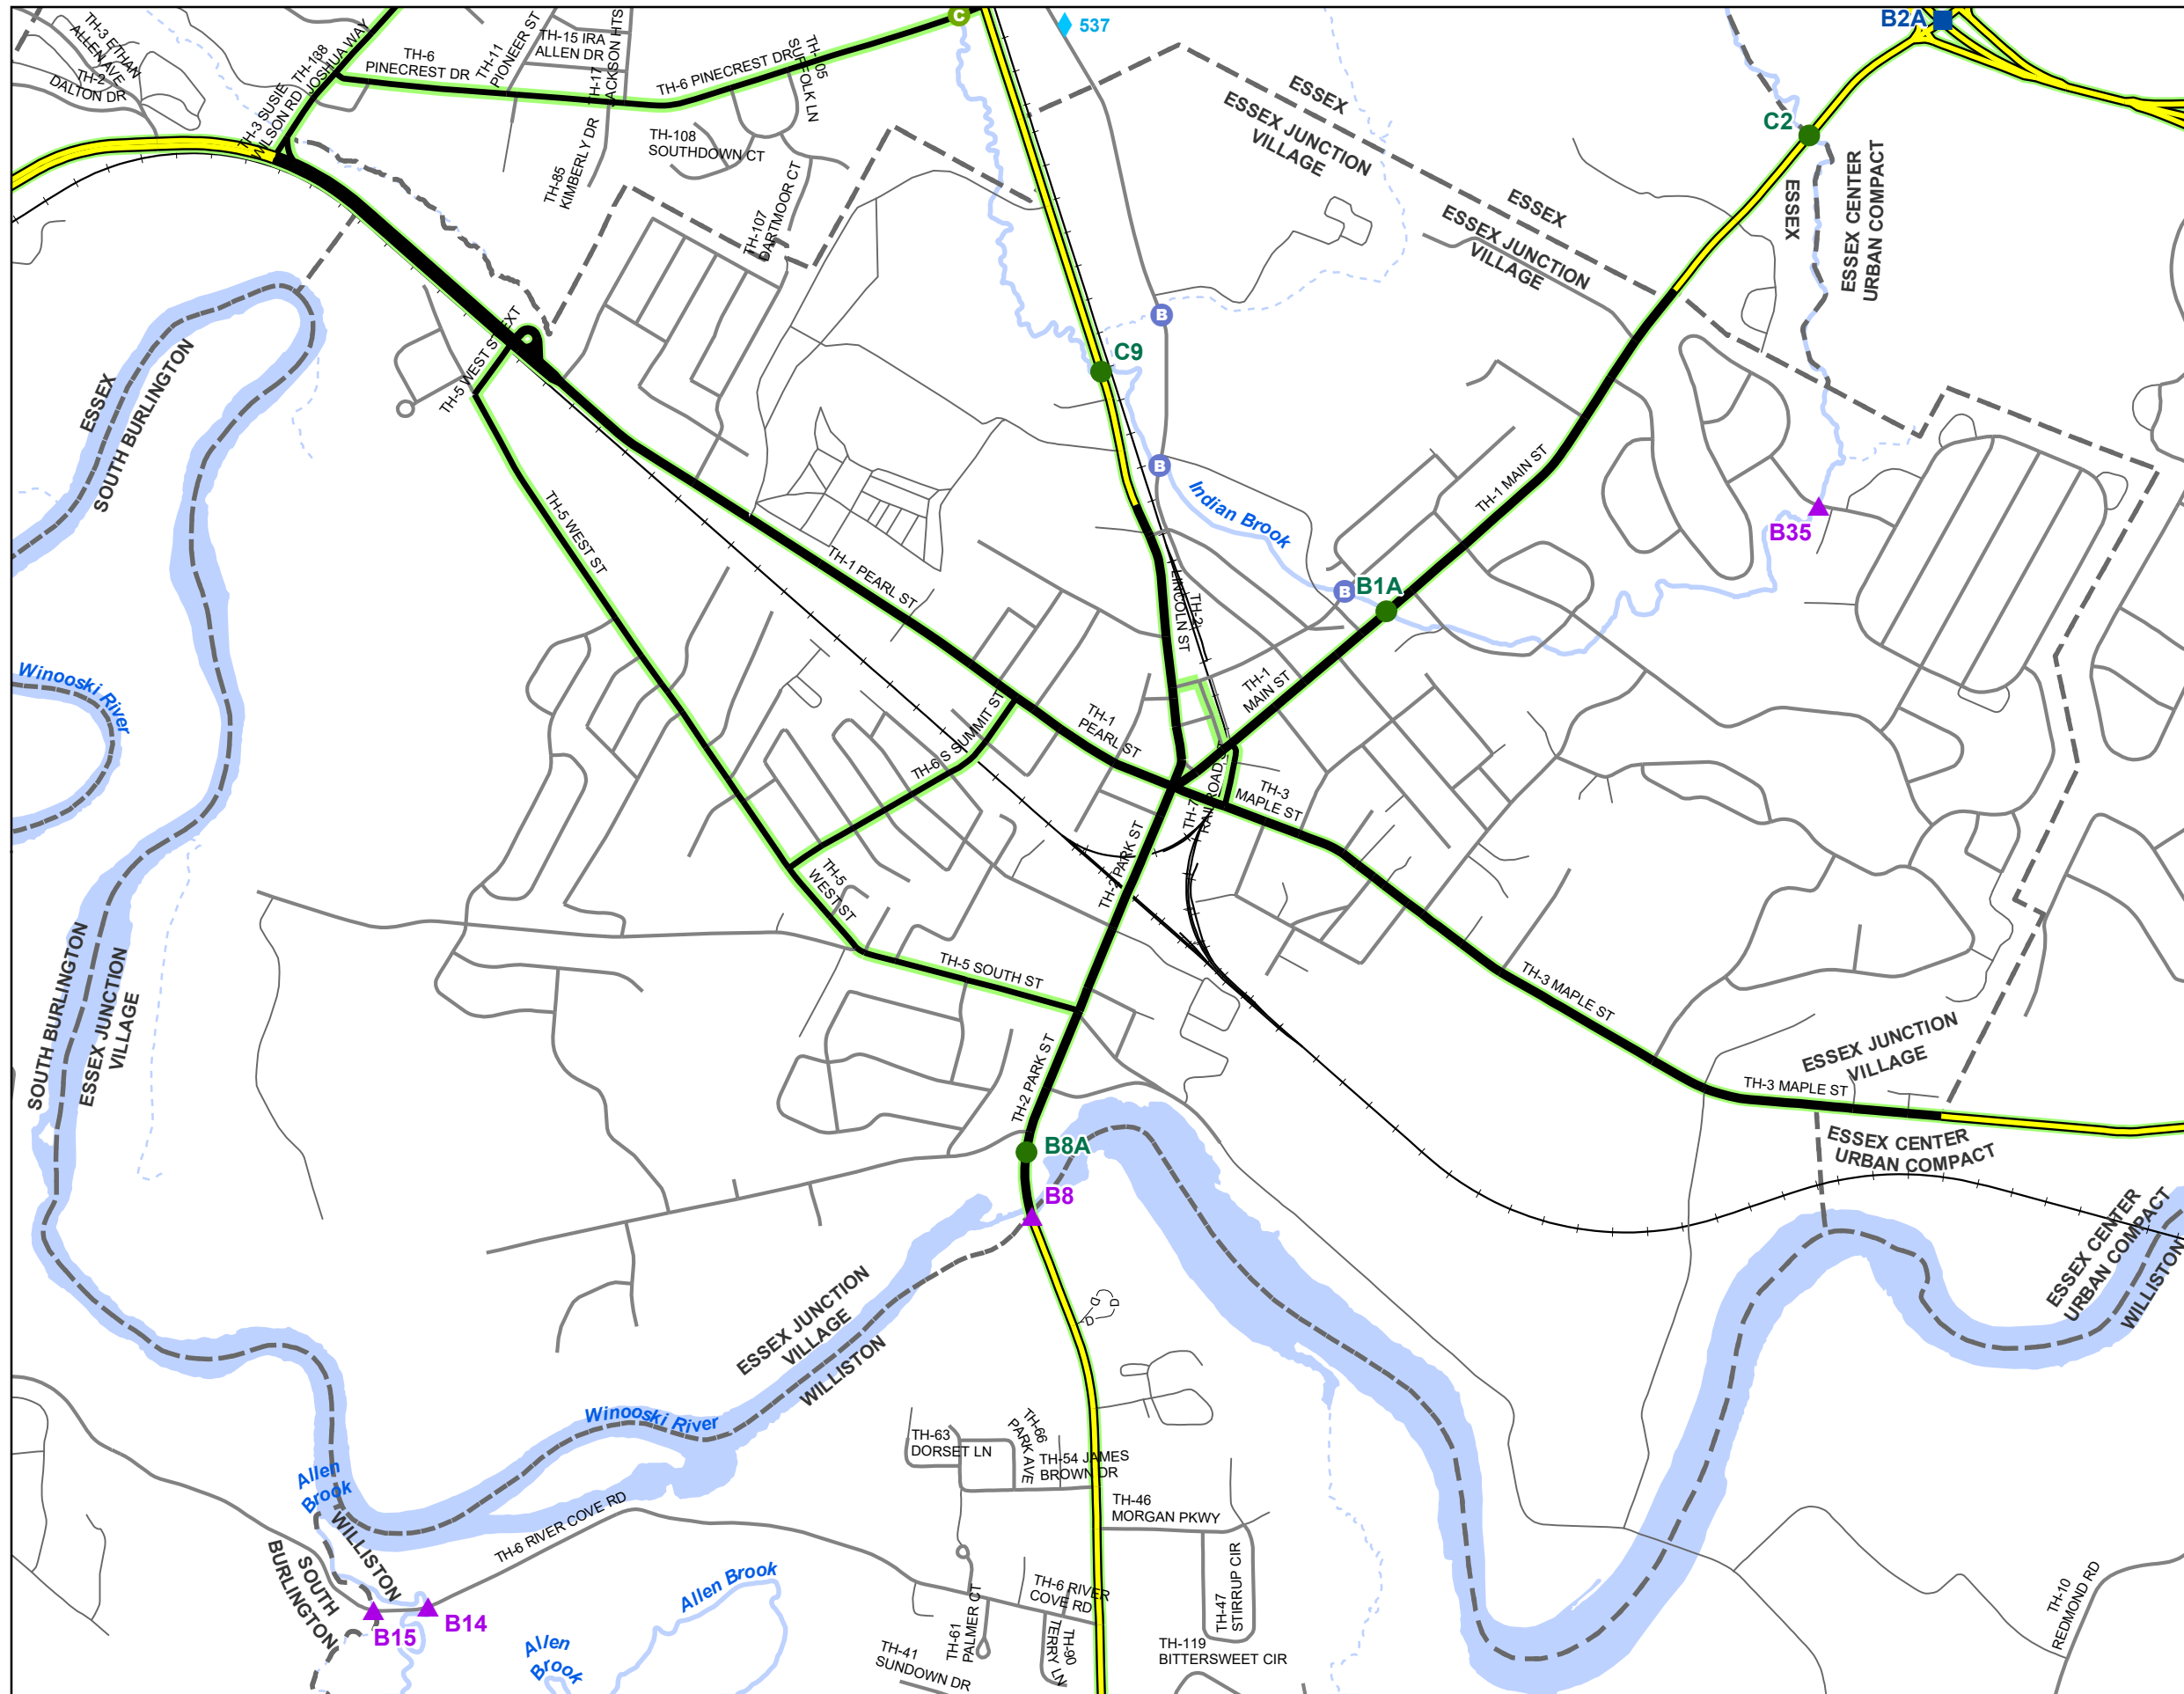 TH-3 ETHAN
ALLEN AVE
TH-2
DALTON DR
TH-138
JOSHUA WAY
TH-3 SUSIE
WILSON RD
TH-6
PINECREST DR
TH-11
PIONEER ST
TH-15 IRA
ALLEN DR
TH-17
JACKSON HTS
TH-6 PINECREST DR
TH-05
SUFFOLK LN
TH-108
SOUTHDOWN CT
TH-85
KIMBERLY DR
TH-107
DARTMOOR CT
C
537
B2A
C2
ESSEX
ESSEX JUNCTION
VILLAGE
ESSEX
ESSEX JUNCTION
VILLAGE
ESSEX
ESSEX CENTER
URBAN COMPACT
B
C9
B
Indian Brook
B
B1A
TH-1 MAIN ST
B35
ESSEX
SOUTH BURLINGTON
TH-5 WEST ST EXT
TH-5 WEST ST
TH-1 PEARL ST
TH-2
LINCOLN ST
TH-1
MAIN ST
Winooski
River
TH-6 S SUMMIT ST
TH-1
PEARL ST
TH-7
RAILROAD ST
TH-3
MAPLE ST
TH-2 PARK ST
TH-5
WEST ST
TH-5 SOUTH ST
TH-3 MAPLE ST
SOUTH BURLINGTON
ESSEX JUNCTION
VILLAGE
TH-2 PARK ST
ESSEX JUNCTION
VILLAGE
TH-3 MAPLE ST
ESSEX CENTER
URBAN COMPACT
B8A
B8
ESSEX CENTER
URBAN COMPACT
WILLISTON
ESSEX JUNCTION
VILLAGE
WILLISTON
D
D
D
Winooski River
Allen
Brook
TH-63
DORSET LN
TH-66
PARK AVE
TH-54 JAMES
BROWN DR
TH-46
MORGAN PKWY
TH-6 RIVER COVE RD
WILLISTON
SOUTH
BURLINGTON
B15
B14
Allen Brook
Allen
Brook
TH-6 RIVER
COVE RD
TH-47
STIRRUP CIR
TH-61
PALMER CT
TH-90
TERRY LN
TH-41
SUNDOWN DR
TH-119
BITTERSWEET CIR
TH-10
REDMOND RD